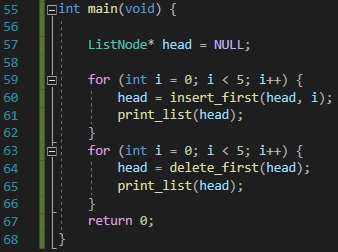 55 int main(void) {
56
57     ListNode* head = NULL;
58
59     for (int i = 0; i < 5; i++) {
60         head = insert_first(head, i);
61         print_list(head);
62     }
63     for (int i = 0; i < 5; i++) {
64         head = delete_first(head);
65         print_list(head);
66     }
67     return 0;
68 }